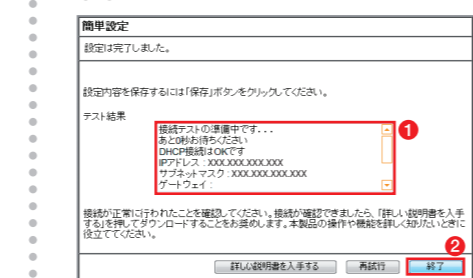 簡単設定
設定は完了しました。
設定内容を保存するには「保存」ボタンをクリックしてください。
テスト結果
接続テストの準備中です...
あと0秒お待ちください
DHCP接続はOKです
IPアドレス : XXX.XXX.XXX.XXX
サブネットマスク : XXX.XXX.XXX.XXX
ゲートウェイ :
1
接続が正常に行われたことを確認してください。接続が確認できましたら、「詳しい説明書を入手
する」を押してダウンロードすることをお奨めします。本製品の操作や機能を詳しく知りたいときに
役立ててください。
2
詳しい説明書を入手する 再試行 終了